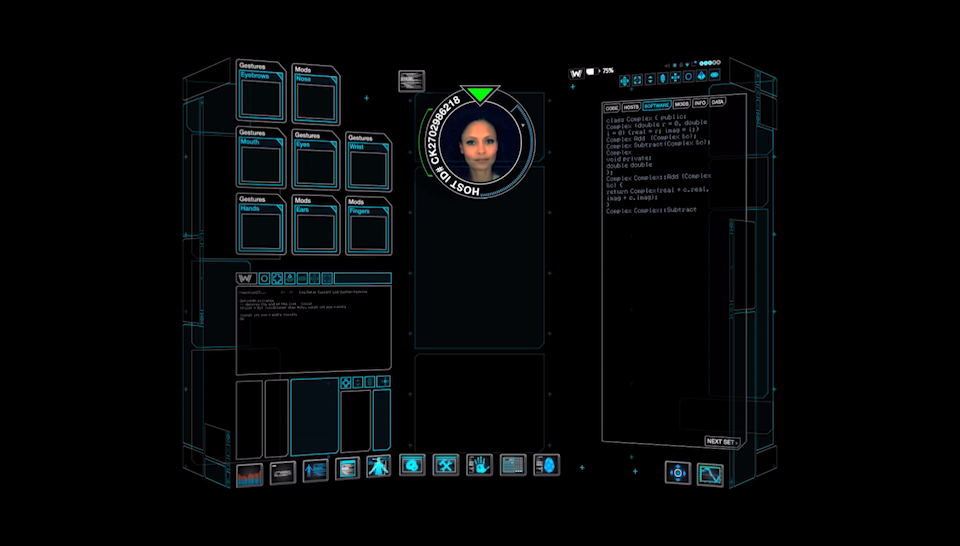 Gestures
Eyebrows
Mods
Nose
Gestures
Mouth
Gestures
Eyes
Gestures
Wrist
Gestures
Hands
Mods
Ears
Mods
Fingers
HOST ID# CK2702986218
W
75%
CODE
HOSTS
SOFTWARE
MODS
INFO
DATA
class Complex { public:
Complex (double r = 0, double
i = 0) {real = r; imag = i;}
Complex Add (Complex &c);
Complex Subtract(Complex &c);
Complex
void private:
double double
};
Complex Complex::Add (Complex
&c) {
return Complex(real + c.real,
imag + c.imag);
}
Complex Complex::Subtract
NEXT SET
W